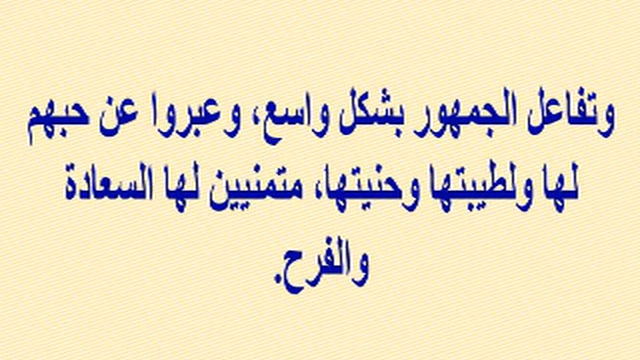 وتفاعل الجمهور بشكل واسع، وعبروا عن حبهم
لها ولطيبتها وحنيتها، متمنيين لها السعادة
والفرح.